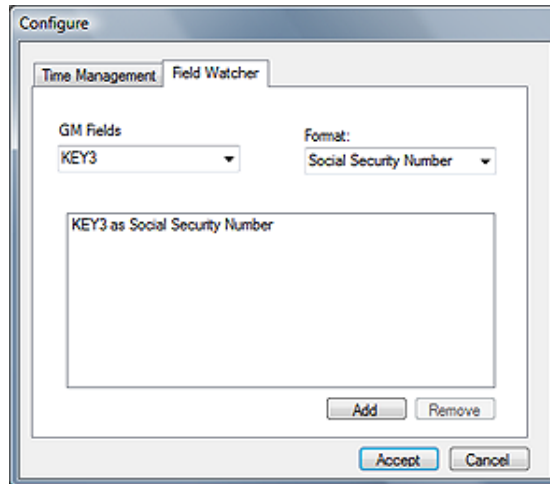 Configure
Time Management Field Watcher
GM Fields Format:
KEY3 Social Security Number
KEY3 as Social Security Number
Add Remove
Accept Cancel